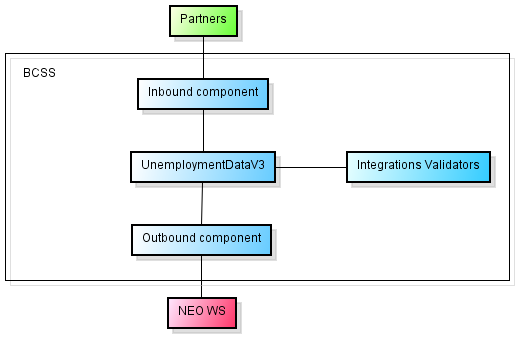 Partners
BCSS
Inbound component
UnemploymentDataV3
Integrations Validators
Outbound component
NEO WS